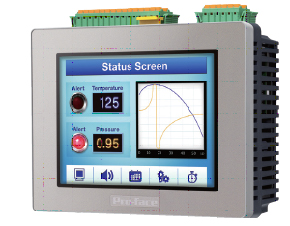 Status Screen
Alert Temperature
125
Alert Pressure
0.95
Pro-face